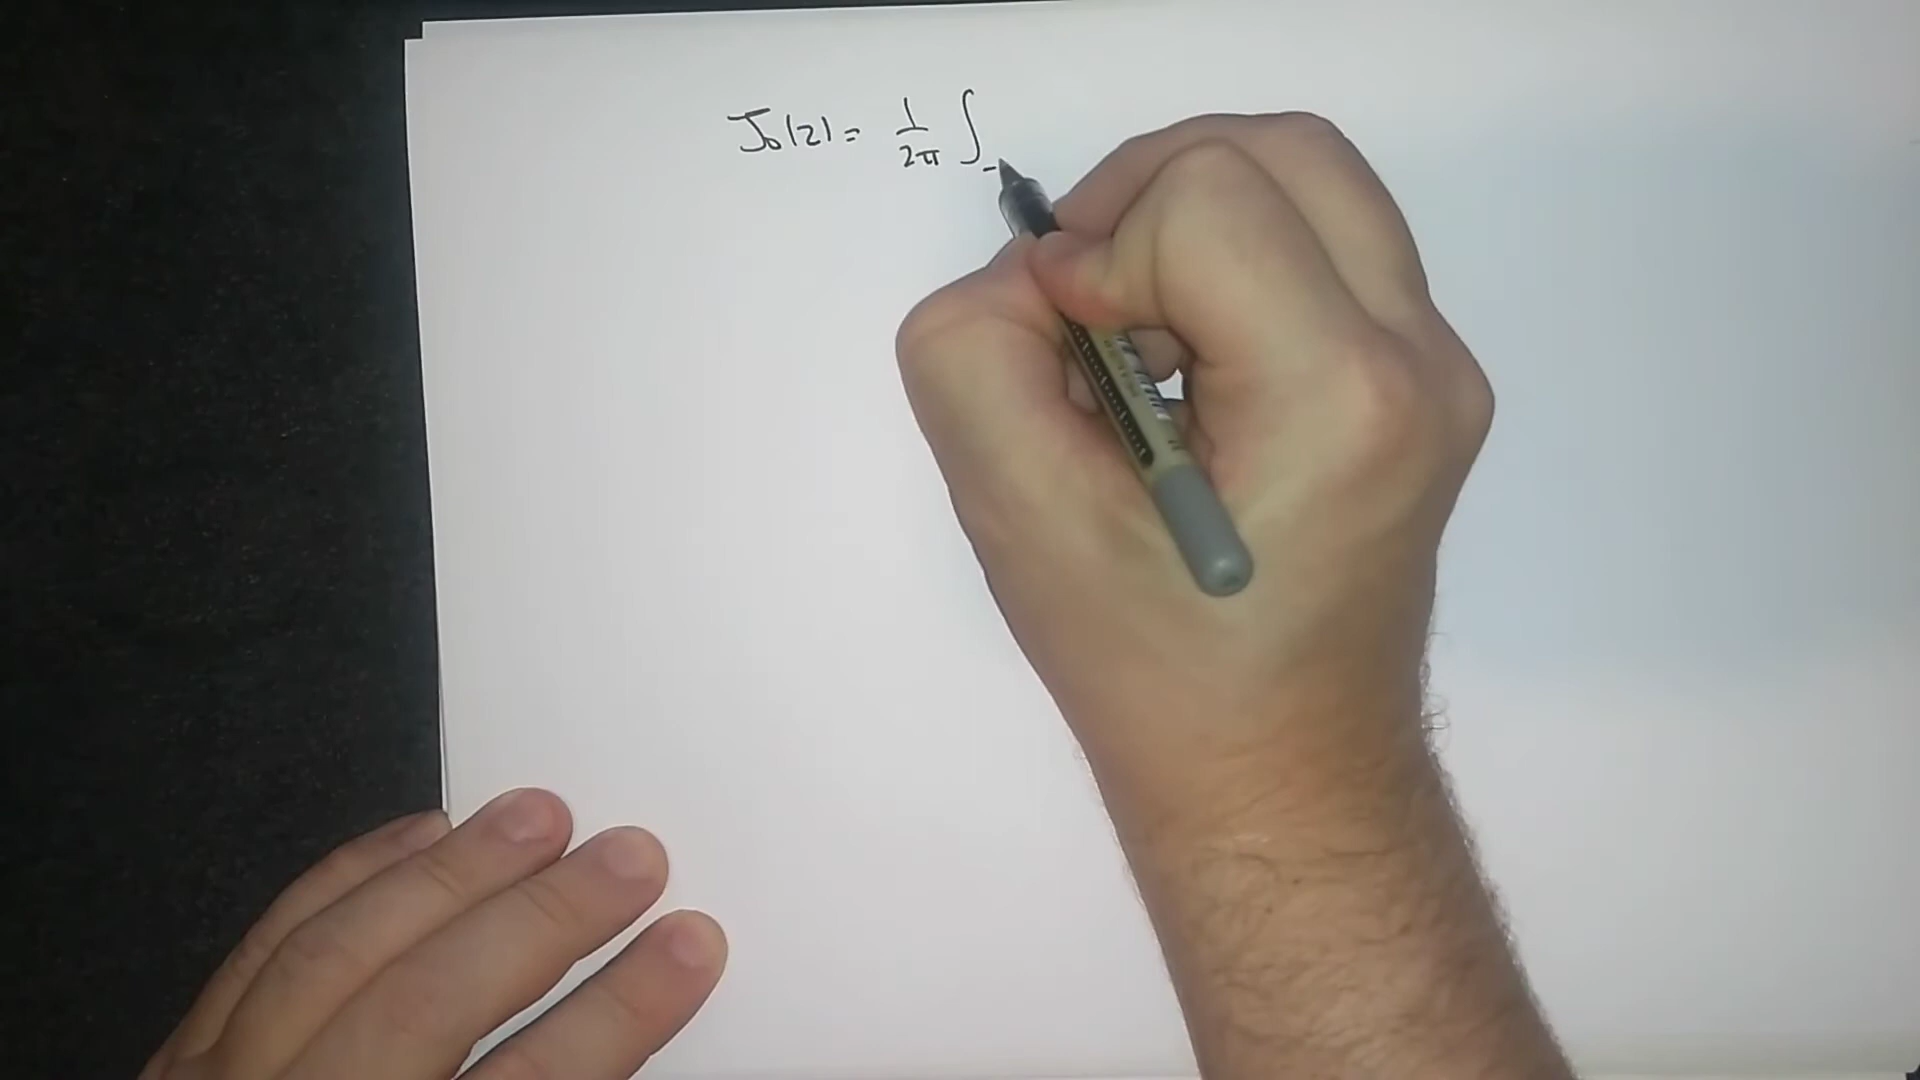 J₀(z) = 1/2π ∫₋